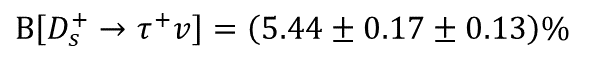 B[D_s^+ → τ^+ν] = (5.44 ± 0.17 ± 0.13)%